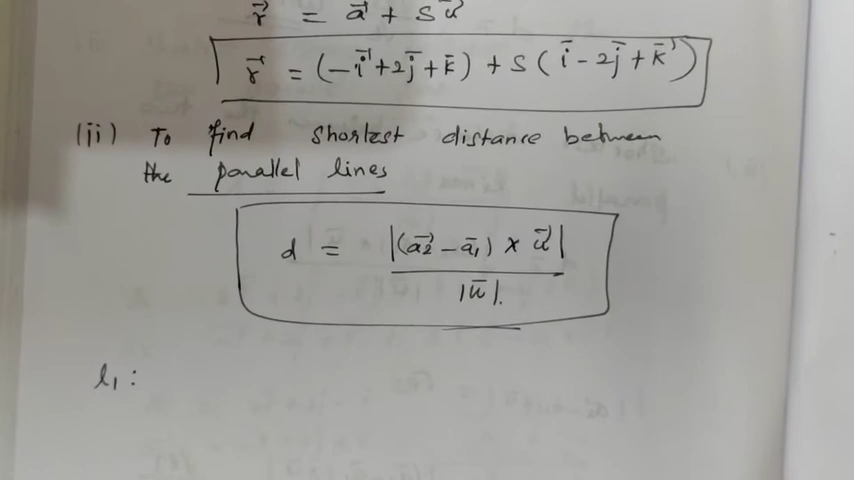 r⃗ = a⃗ + s u⃗
r⃗ = (-i⃗ + 2j̄ + k̄) + s(ī - 2j̄ + k̄)
(ii) To find shortest distance between
the parallel lines
d = |(a⃗₂ - ā₁) × u⃗| / |ū|.
l₁ :